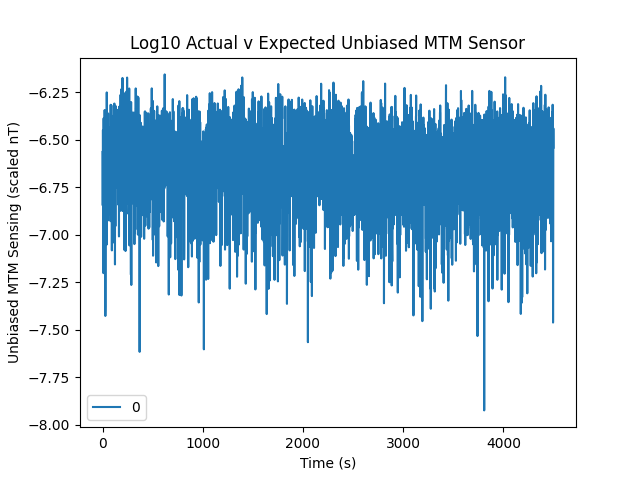 Log10 Actual v Expected Unbiased MTM Sensor
Unbiased MTM Sensing (scaled nT)
−6.25
−6.50
−6.75
−7.00
−7.25
−7.50
−7.75
−8.00
0
0 1000 2000 3000 4000
Time (s)